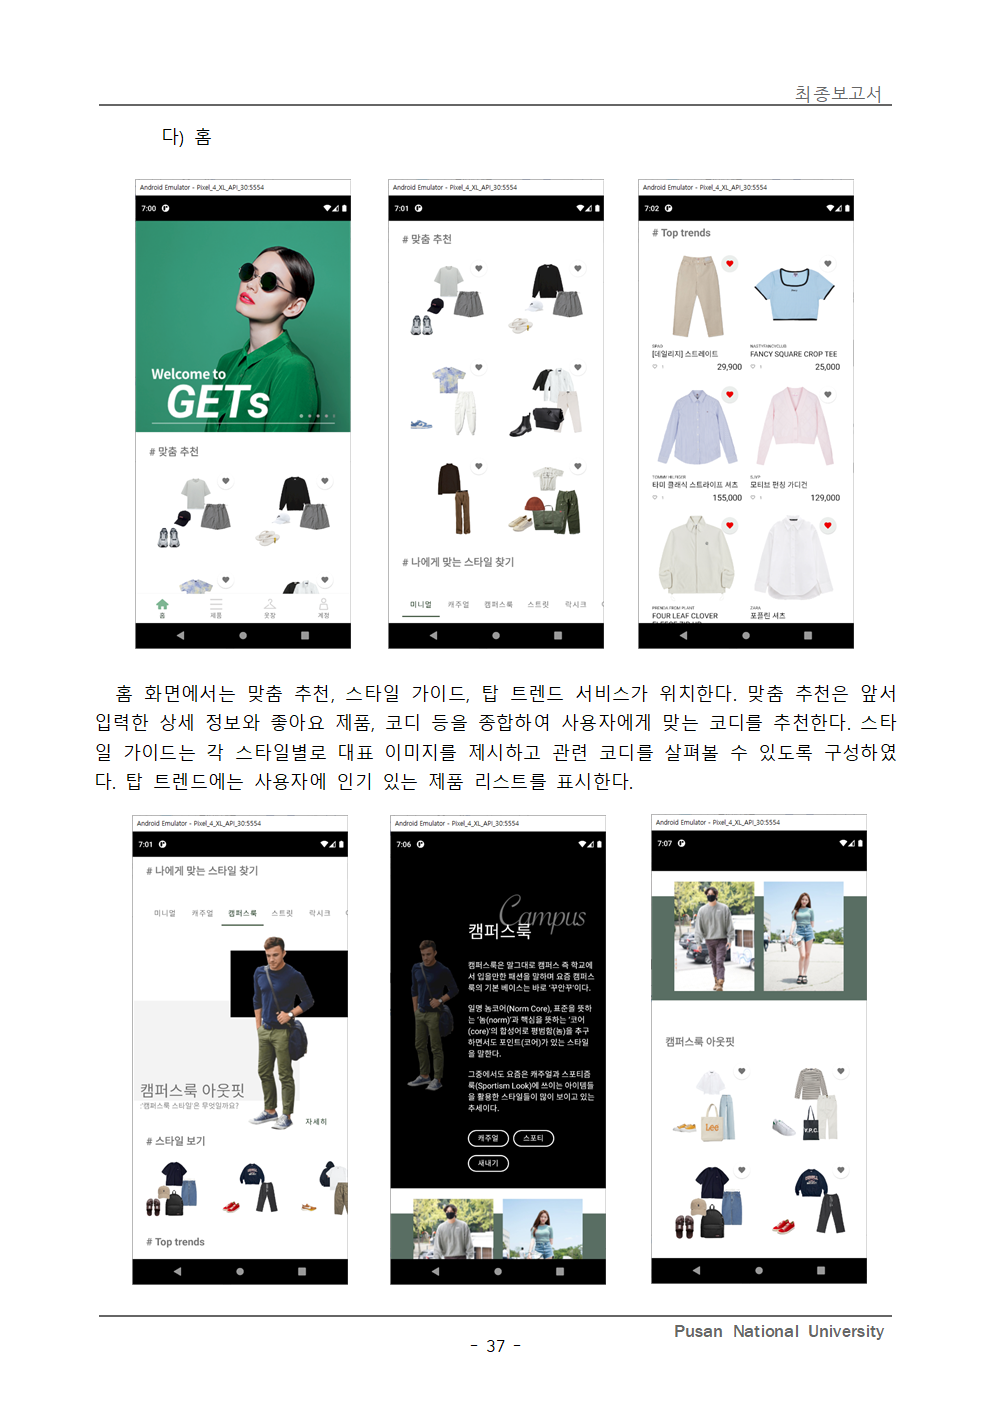 최종보고서
다) 홈
Android Emulator - Pixel_4_XL_API_30:5554
7:00
Welcome to
GETs
# 맞춤 추천
홈
제품
옷장
계정
Android Emulator - Pixel_4_XL_API_30:5554
7:01
# 맞춤 추천
# 나에게 맞는 스타일 찾기
미니멀 캐주얼 캠퍼스룩 스트릿 락시크
Android Emulator - Pixel_4_XL_API_30:5554
7:02
# Top trends
SPAO
[데일리지] 스트레이트
29,900
NASTYFANCYCLUB
FANCY SQUARE CROP TEE
25,000
TOMMY HILFIGER
타미 클래식 스트라이프 셔츠
155,000
SJYP
모티브 펀칭 가디건
129,000
PRENDA FROM PLANT
FOUR LEAF CLOVER
FLEECE ZIP-UP
ZARA
포플린 셔츠
홈 화면에서는 맞춤 추천, 스타일 가이드, 탑 트렌드 서비스가 위치한다. 맞춤 추천은 앞서
입력한 상세 정보와 좋아요 제품, 코디 등을 종합하여 사용자에게 맞는 코디를 추천한다. 스타
일 가이드는 각 스타일별로 대표 이미지를 제시하고 관련 코디를 살펴볼 수 있도록 구성하였
다. 탑 트렌드에는 사용자에 인기 있는 제품 리스트를 표시한다.
Android Emulator - Pixel_4_XL_API_30:5554
7:01
# 나에게 맞는 스타일 찾기
미니멀 캐주얼 캠퍼스룩 스트릿 락시크
캠퍼스룩 아웃핏
'캠퍼스룩 스타일'은 무엇일까요?
자세히
# 스타일 보기
# Top trends
Android Emulator - Pixel_4_XL_API_30:5554
7:06
Campus
캠퍼스룩
캠퍼스룩은 말그대로 캠퍼스 즉 학교에
서 입을만한 패션을 말하며 요즘 캠퍼스
룩의 기본 베이스는 바로 '꾸안꾸'이다.
일명 놈코어(Norm Core), 표준을 뜻하
는 '놈(norm)'과 핵심을 뜻하는 '코어
(core)'의 합성어로 평범함(놈)을 추구
하면서도 포인트(코어)가 있는 스타일
을 말한다.
그중에서도 요즘은 캐주얼과 스포티즘
룩(Sportism Look)에 쓰이는 아이템들
을 활용한 스타일들이 많이 보이고 있는
추세이다.
캐주얼 스포티
새내기
Android Emulator - Pixel_4_XL_API_30:5554
7:07
캠퍼스룩 아웃핏
Lee
Y.P.C.
Pusan National University
- 37 -